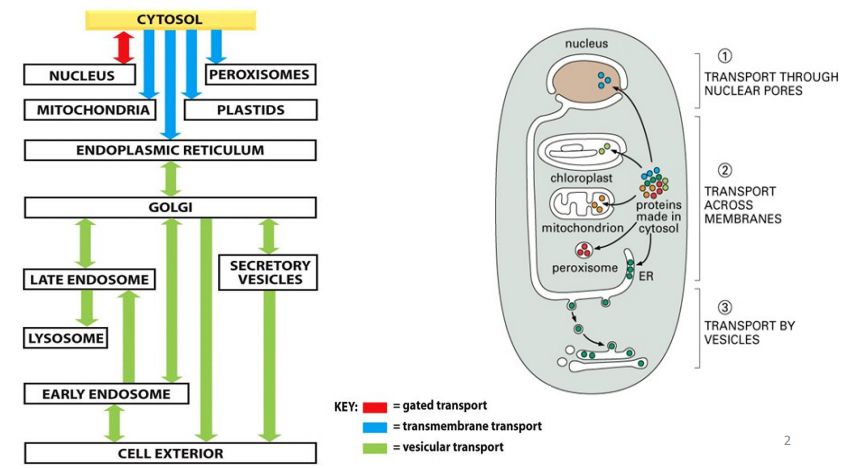 CYTOSOL
NUCLEUS
PEROXISOMES
MITOCHONDRIA
PLASTIDS
ENDOPLASMIC RETICULUM
GOLGI
LATE ENDOSOME
SECRETORY
VESICLES
LYSOSOME
EARLY ENDOSOME
CELL EXTERIOR
KEY:
= gated transport
= transmembrane transport
= vesicular transport
nucleus
chloroplast
mitochondrion
peroxisome
proteins
made in
cytosol
ER
①
TRANSPORT THROUGH
NUCLEAR PORES
②
TRANSPORT
ACROSS
MEMBRANES
③
TRANSPORT BY
VESICLES
2